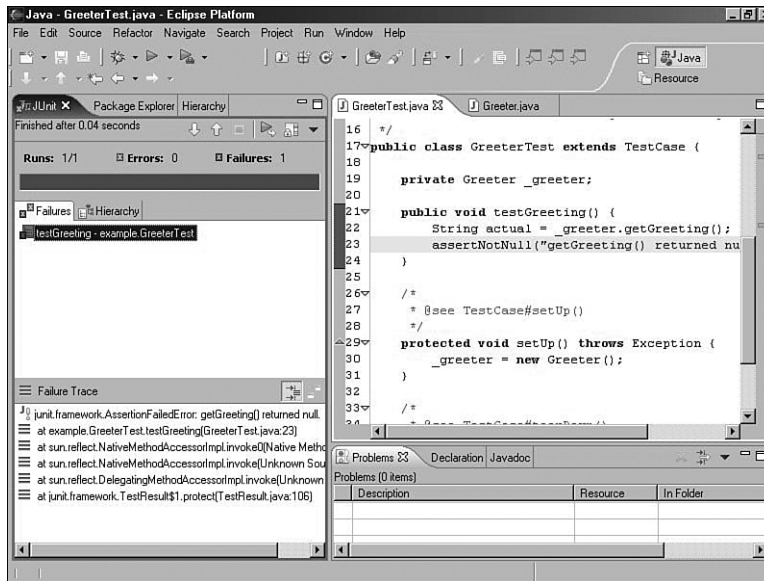 Java - GreeterTest.java - Eclipse Platform
File Edit Source Refactor Navigate Search Project Run Window Help
Java
Resource
JUnit
Package Explorer
Hierarchy
Finished after 0.04 seconds
Runs: 1/1
Errors: 0
Failures: 1
Failures
Hierarchy
testGreeting - example.GreeterTest
Failure Trace
junit.framework.AssertionFailedError: getGreeting() returned null.
at example.GreeterTest.testGreeting(GreeterTest.java:23)
at sun.reflect.NativeMethodAccessorImpl.invoke0(Native Metho
at sun.reflect.NativeMethodAccessorImpl.invoke(Unknown Sou
at sun.reflect.DelegatingMethodAccessorImpl.invoke(Unknown
at junit.framework.TestResult$1.protect(TestResult.java:106)
GreeterTest.java
Greeter.java
16 */
17 public class GreeterTest extends TestCase {
18
19 private Greeter _greeter;
20
21 public void testGreeting() {
22 String actual = _greeter.getGreeting();
23 assertNotNull("getGreeting() returned nu
24 }
25
26 /*
27 * @see TestCase#setUp()
28 */
29 protected void setUp() throws Exception {
30 _greeter = new Greeter();
31 }
32
33 /*
34 * @see TestCase#tearDown()
Problems
Declaration
Javadoc
Problems (0 items)
Description
Resource
In Folder